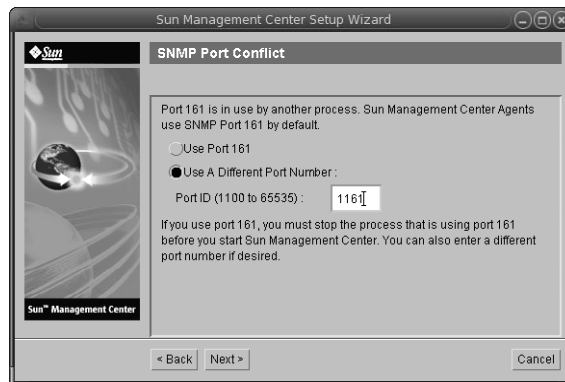 Sun Management Center Setup Wizard
Sun
SNMP Port Conflict
Port 161 is in use by another process. Sun Management Center Agents
use SNMP Port 161 by default.
Use Port 161
Use A Different Port Number :
Port ID (1100 to 65535) : 1161
If you use port 161, you must stop the process that is using port 161
before you start Sun Management Center. You can also enter a different
port number if desired.
Sun™ Management Center
< Back Next > Cancel